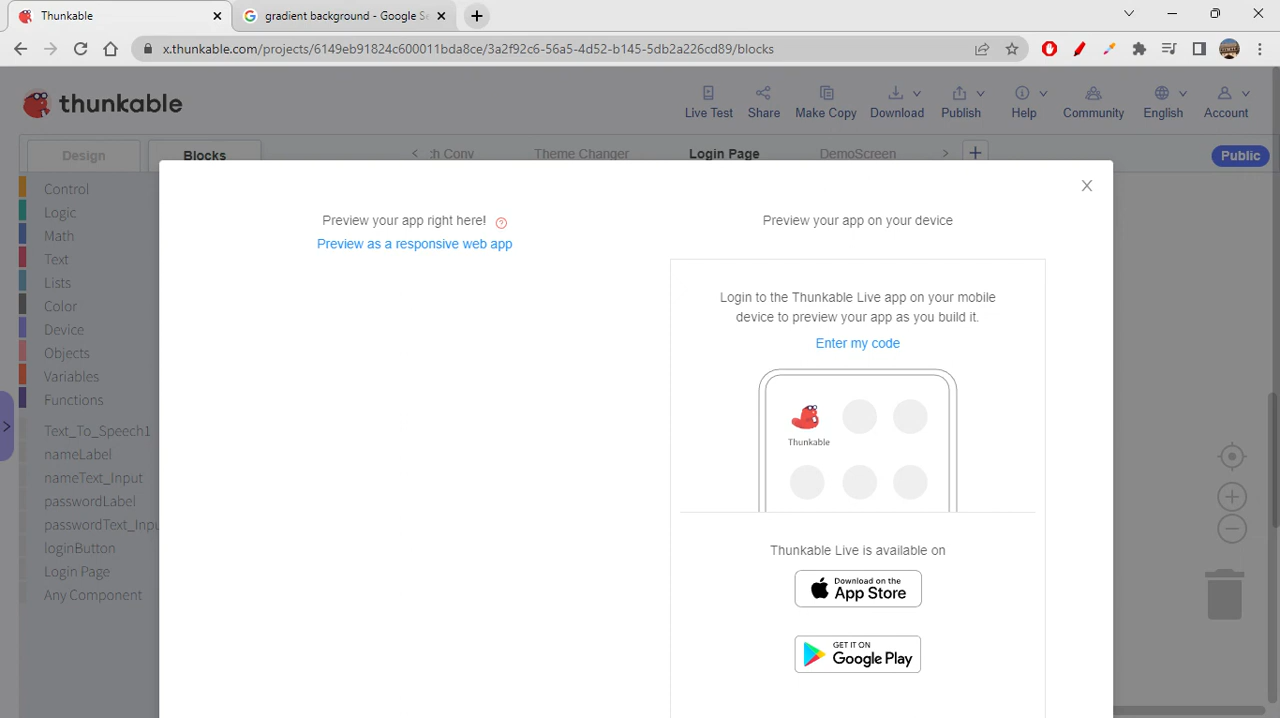 Thunkable
gradient background - Google Se
x.thunkable.com/projects/6149eb91824c600011bda8ce/3a2f92c6-56a5-4d52-b145-5db2a226cd89/blocks
thunkable
Live Test
Share
Make Copy
Download
Publish
Help
Community
English
Account
Design
Blocks
:h Conv
Theme Changer
Login Page
DemoScreen
Public
Control
Logic
Math
Text
Lists
Color
Device
Objects
Variables
Functions
Text_To_Speech1
nameLabel
nameText_Input
passwordLabel
passwordText_Inpu
loginButton
Login Page
Any Component
Preview your app right here!
Preview as a responsive web app
Preview your app on your device
Login to the Thunkable Live app on your mobile
device to preview your app as you build it.
Enter my code
Thunkable
Thunkable Live is available on
Download on the
App Store
GET IT ON
Google Play